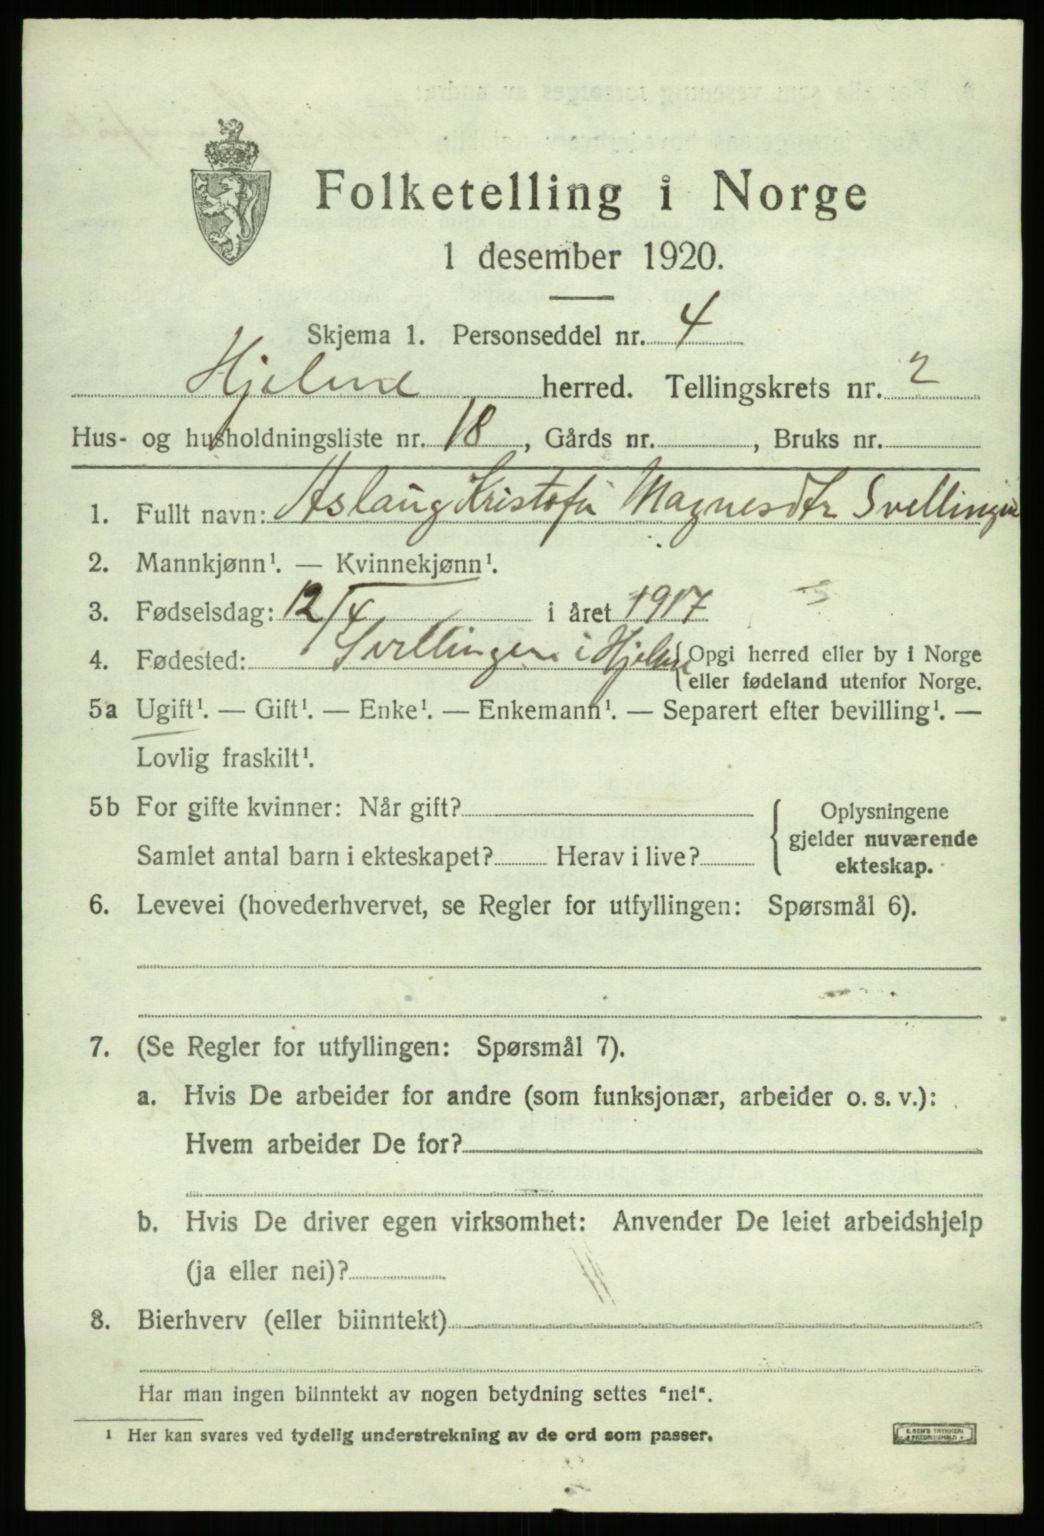 Folketelling i Norge
1 desember 1920.
Skjema 1. Personseddel nr. 4
Hjelme herred. Tellingskrets nr. 2
Hus- og husholdningsliste nr. 18, Gårds nr. , Bruks nr.
1. Fullt navn: Aslaug Kristofa Magnesdtr Svellingen
2. Mannkjønn¹. — Kvinnekjønn¹.
3. Fødselsdag: 12/4 i året 1917
4. Fødested: Svellingen i Hjelme {Opgi herred eller by i Norge
eller fødeland utenfor Norge.
5a Ugift¹. — Gift¹. — Enke¹. — Enkemann¹. — Separert efter bevilling¹. —
Lovlig fraskilt¹.
5b For gifte kvinner: Når gift?
Samlet antal barn i ekteskapet? Herav i live?
{ Oplysningene
gjelder nuværende
ekteskap.
6. Levevei (hovederhvervet, se Regler for utfyllingen: Spørsmål 6).
7. (Se Regler for utfyllingen: Spørsmål 7).
a. Hvis De arbeider for andre (som funksjonær, arbeider o. s. v.):
Hvem arbeider De for?
b. Hvis De driver egen virksomhet: Anvender De leiet arbeidshjelp
(ja eller nei)?
8. Bierhverv (eller biinntekt)
Har man ingen biinntekt av nogen betydning settes "nei".
¹ Her kan svares ved tydelig understrekning av de ord som passer.